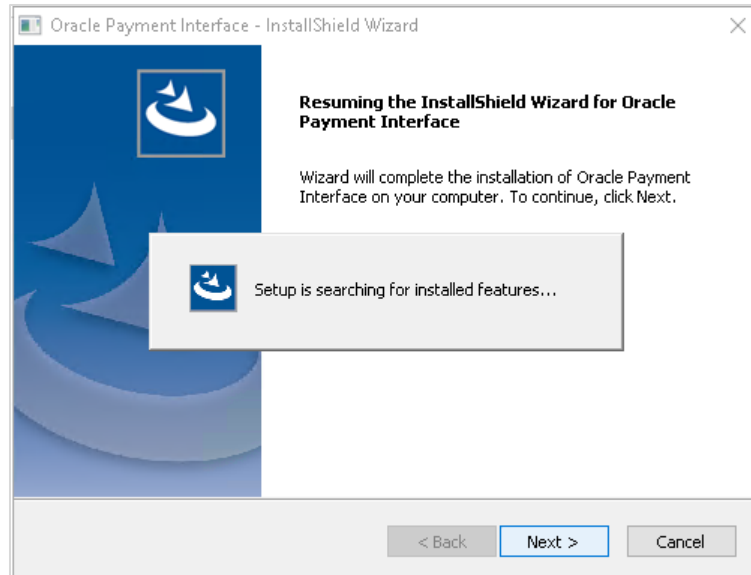 Oracle Payment Interface - InstallShield Wizard
Resuming the InstallShield Wizard for Oracle
Payment Interface
Wizard will complete the installation of Oracle Payment
Interface on your computer. To continue, click Next.
Setup is searching for installed features...
< Back
Next >
Cancel